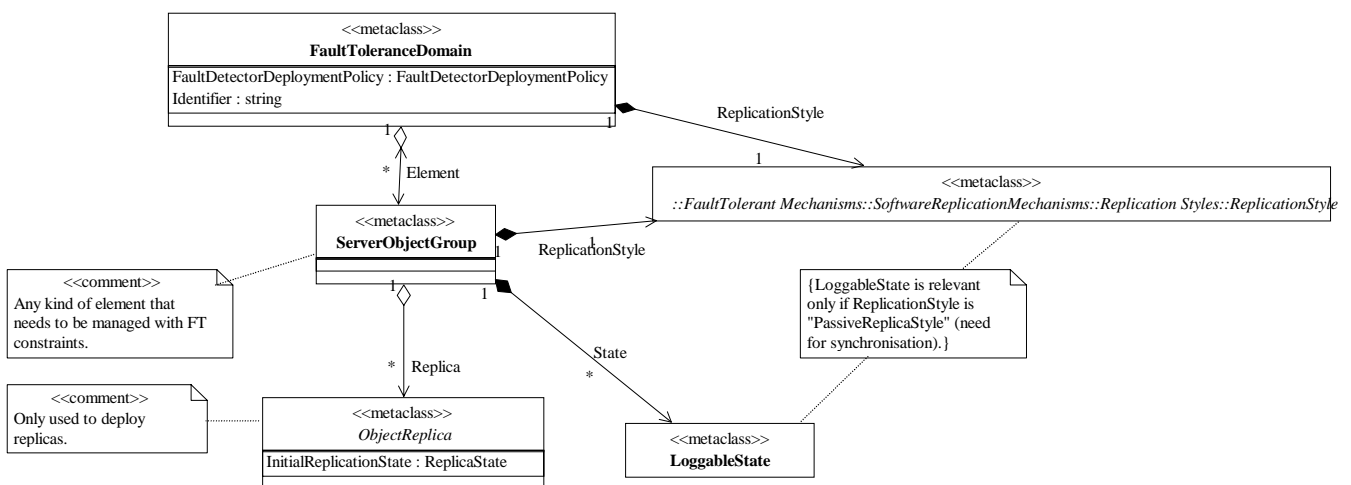 <<metaclass>>
FaultToleranceDomain
FaultDetectorDeploymentPolicy : FaultDetectorDeploymentPolicy
Identifier : string
1
1
ReplicationStyle
1
* Element
<<metaclass>>
::FaultTolerant Mechanisms::SoftwareReplicationMechanisms::Replication Styles::ReplicationStyle
<<metaclass>>
ServerObjectGroup
1
1
ReplicationStyle
<<comment>>
Any kind of element that
needs to be managed with FT
constraints.
1
1
{LoggableState is relevant
only if ReplicationStyle is
"PassiveReplicaStyle" (need
for synchronisation).}
State
*
* Replica
<<comment>>
Only used to deploy
replicas.
<<metaclass>>
ObjectReplica
InitialReplicationState : ReplicaState
<<metaclass>>
LoggableState